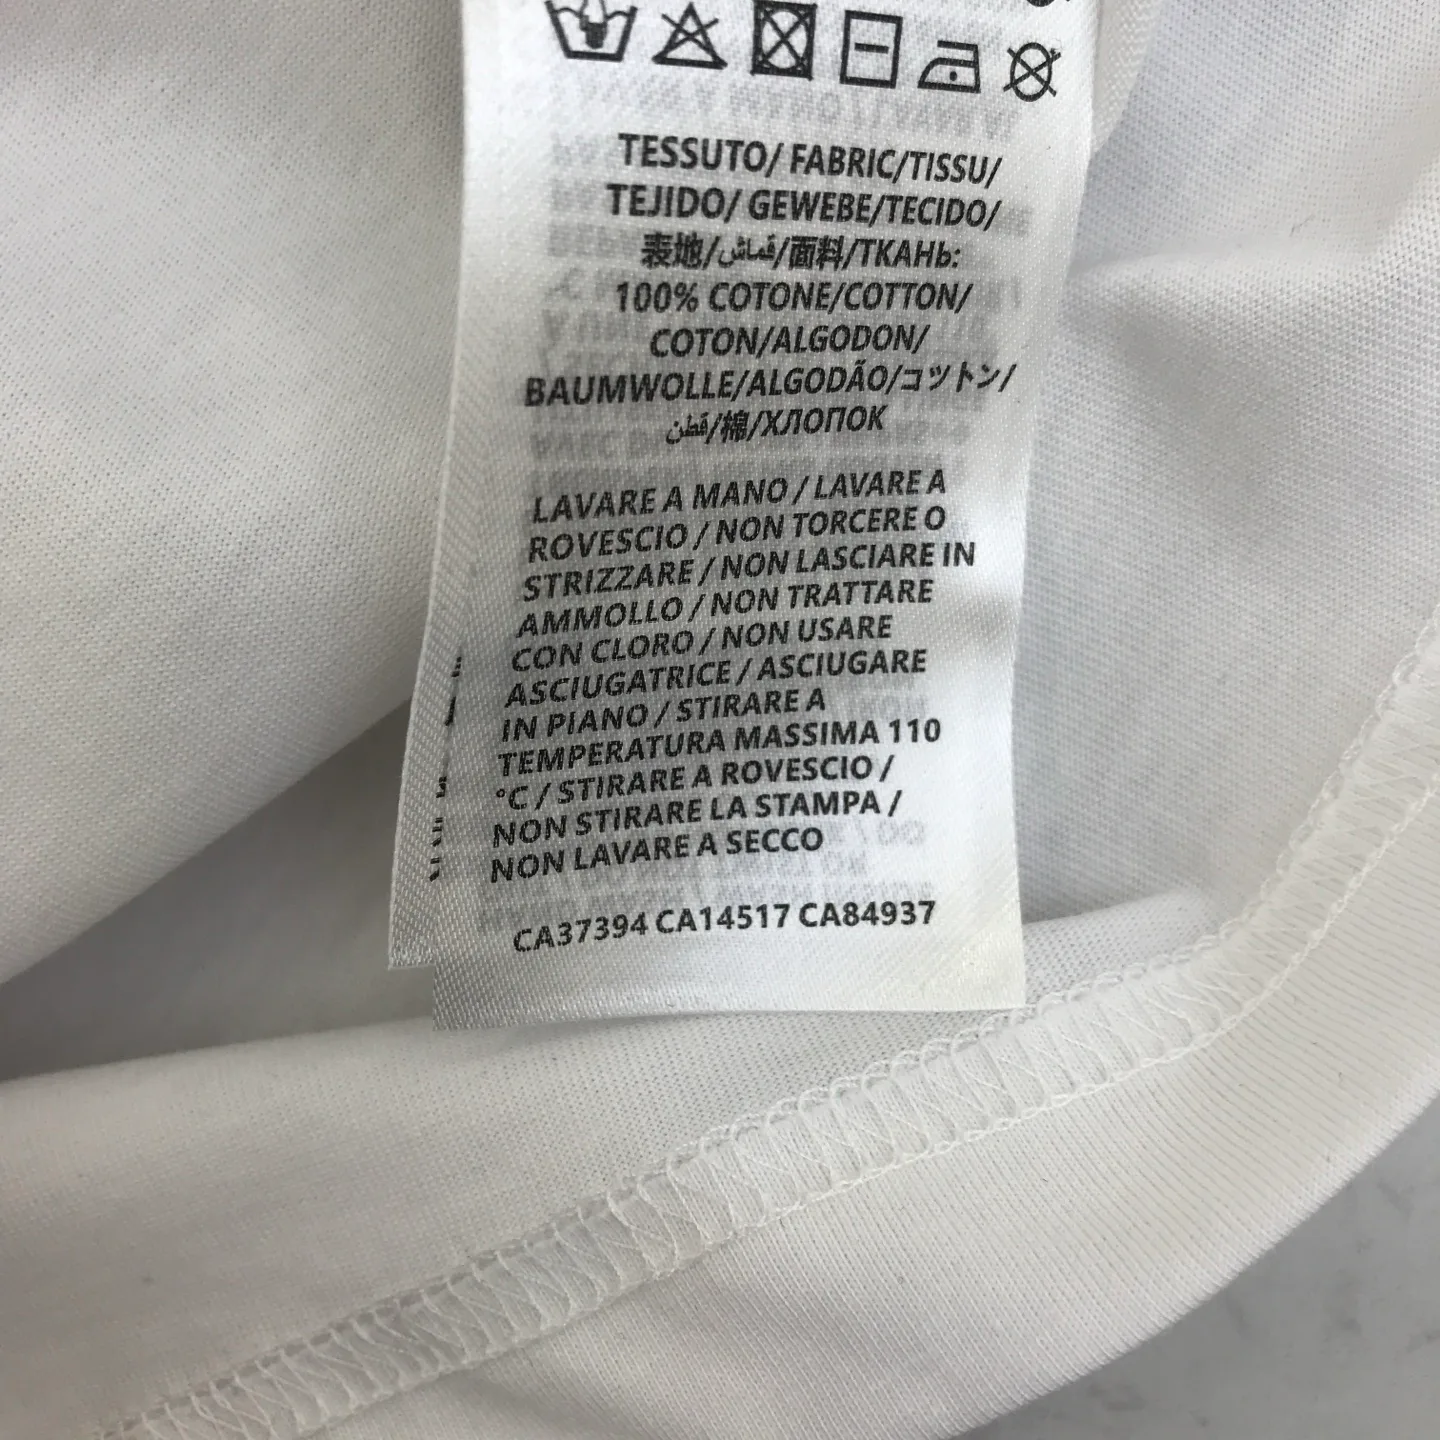 TESSUTO/ FABRIC/TISSU/
TEJIDO/ GEWEBE/TECIDO/
表地/قماش/面料/ТКАНЬ:
100% COTONE/COTTON/
COTON/ALGODON/
BAUMWOLLE/ALGODÃO/コットン/
قطن/棉/ХЛОПОК
LAVARE A MANO / LAVARE A
ROVESCIO / NON TORCERE O
STRIZZARE / NON LASCIARE IN
AMMOLLO / NON TRATTARE
CON CLORO / NON USARE
ASCIUGATRICE / ASCIUGARE
IN PIANO / STIRARE A
TEMPERATURA MASSIMA 110
°C / STIRARE A ROVESCIO /
NON STIRARE LA STAMPA /
NON LAVARE A SECCO
CA37394 CA14517 CA84937